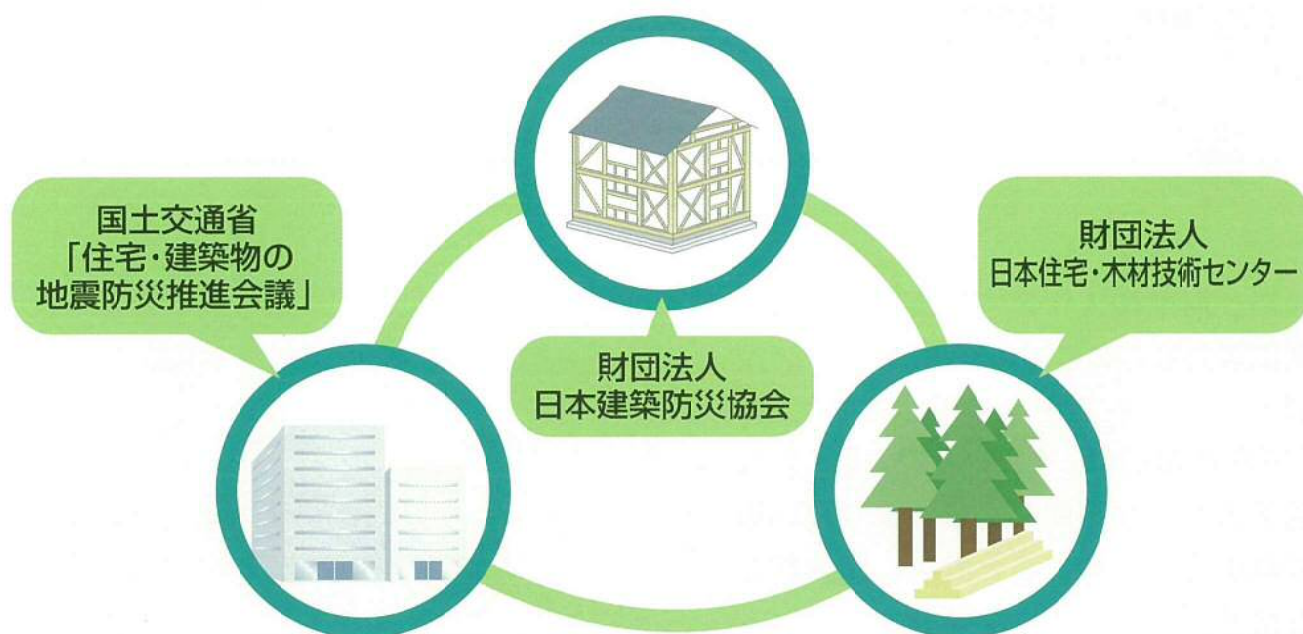 国土交通省
「住宅・建築物の
地震防災推進会議」
財団法人
日本建築防災協会
財団法人
日本住宅・木材技術センター